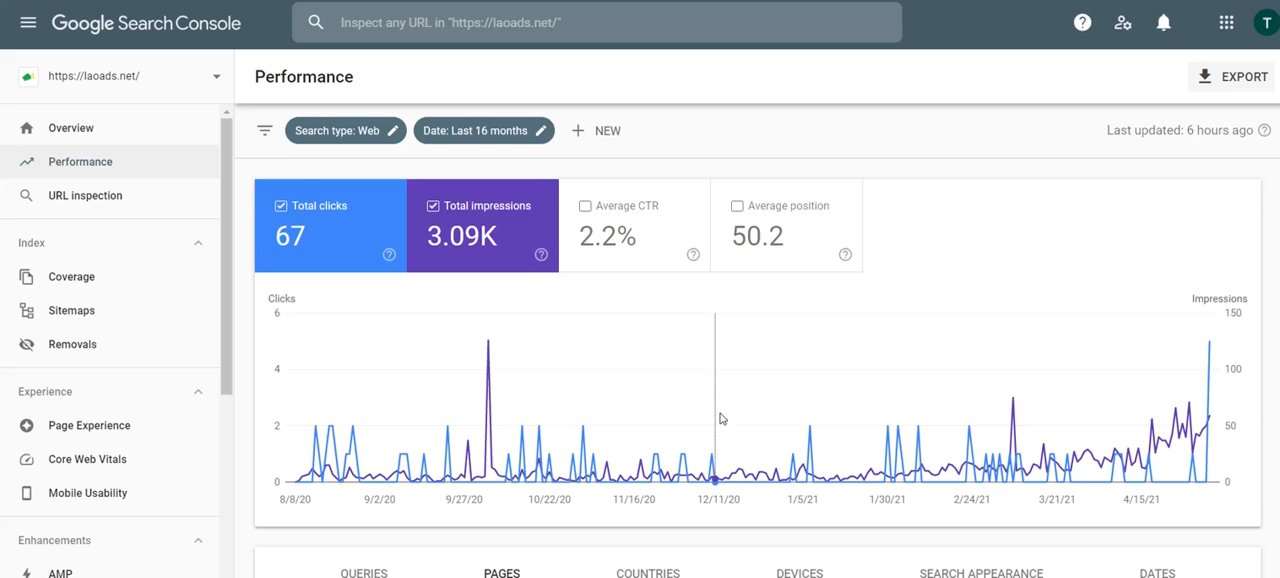 Google Search Console
Inspect any URL in "https://laoads.net/"
T
https://laoads.net/
Performance
EXPORT
Overview
Performance
URL inspection
Index
Coverage
Sitemaps
Removals
Experience
Page Experience
Core Web Vitals
Mobile Usability
Enhancements
AMP
Search type: Web
Date: Last 16 months
NEW
Last updated: 6 hours ago
Total clicks
67
Total impressions
3.09K
Average CTR
2.2%
Average position
50.2
Clicks
Impressions
6
4
2
0
150
100
50
0
8/8/20 9/2/20 9/27/20 10/22/20 11/16/20 12/11/20 1/5/21 1/30/21 2/24/21 3/21/21 4/15/21
QUERIES PAGES COUNTRIES DEVICES SEARCH APPEARANCE DATES